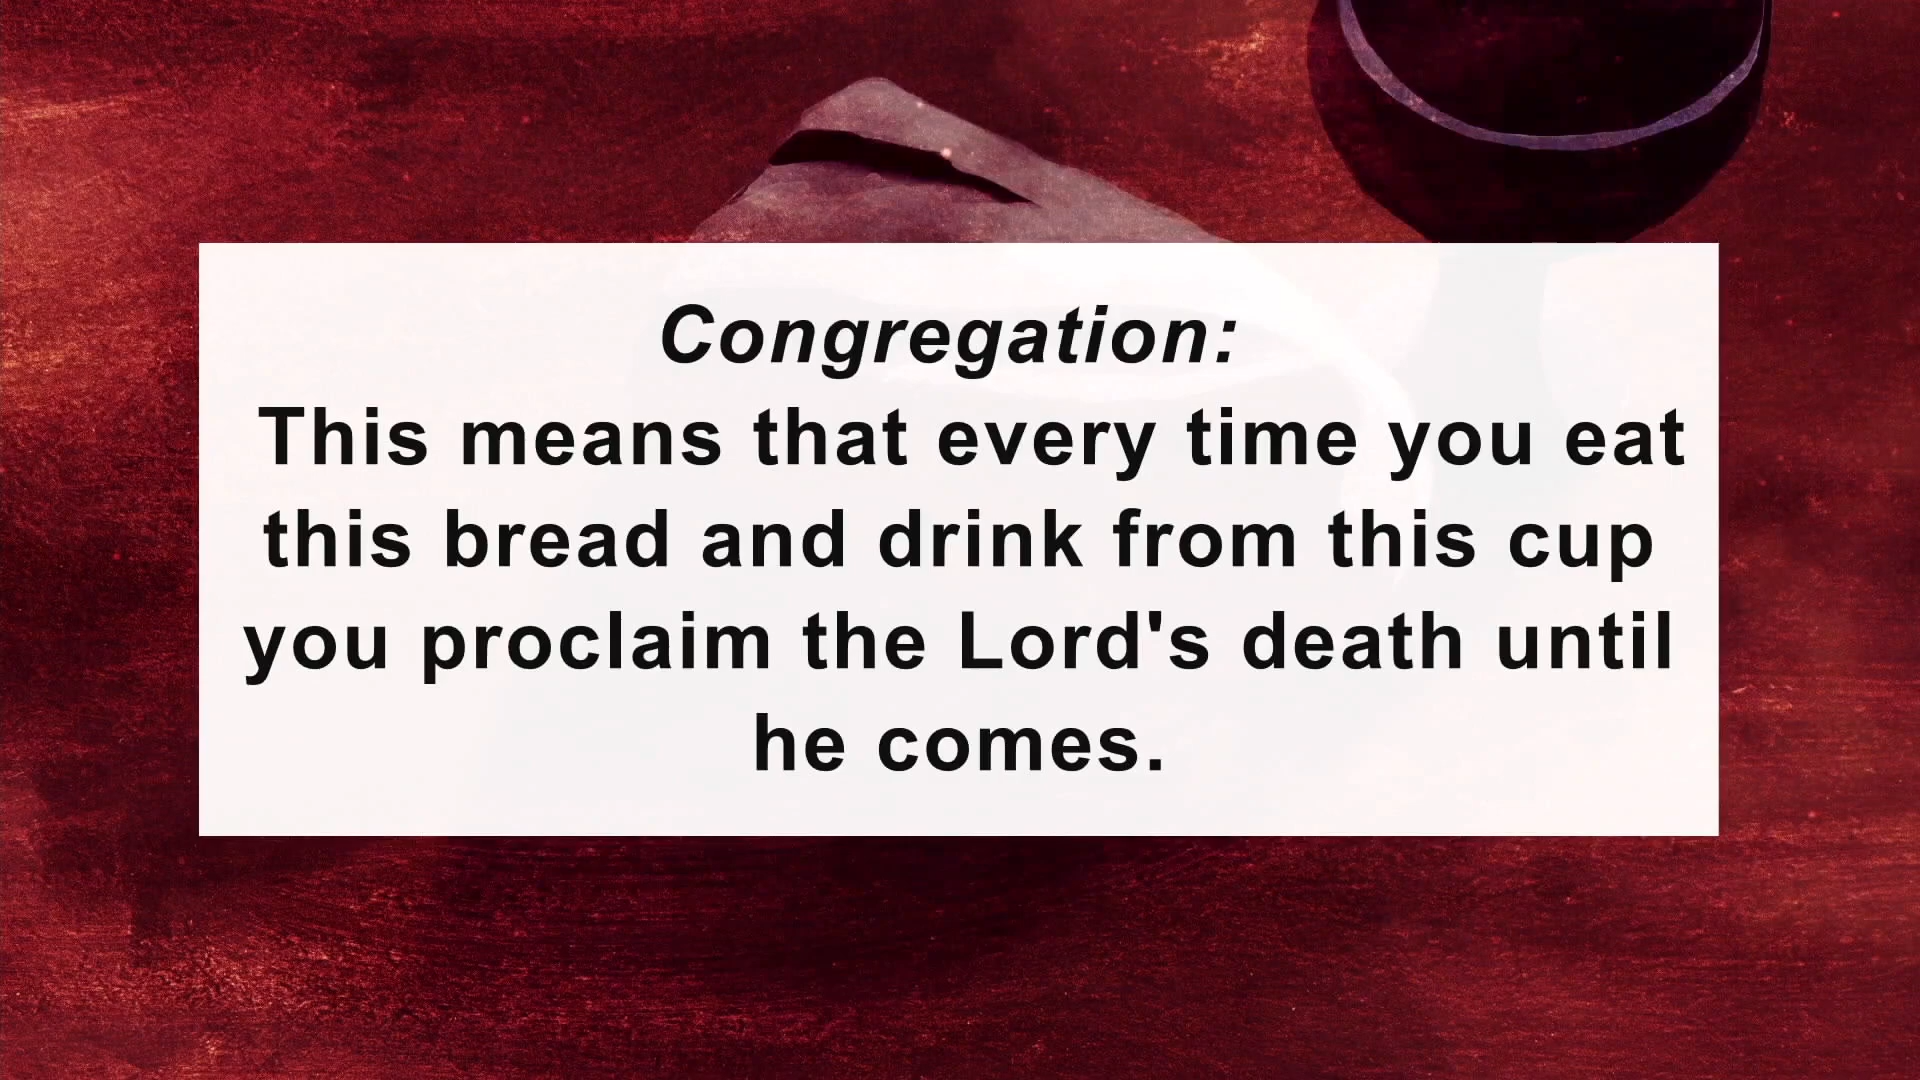 Congregation:
This means that every time you eat
this bread and drink from this cup
you proclaim the Lord's death until
he comes.